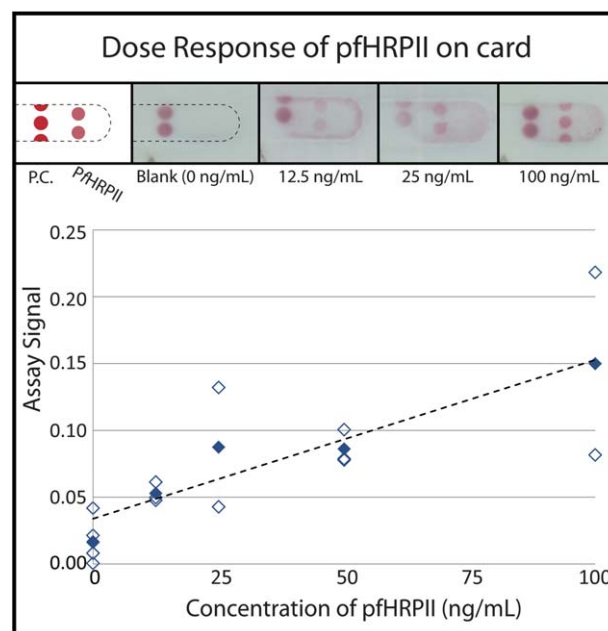 Dose Response of pfHRPII on card
P.C. PfHRPII Blank (0 ng/mL) 12.5 ng/mL 25 ng/mL 100 ng/mL
0.25
0.20
0.15
0.10
0.05
0.00
Assay Signal
0 25 50 100
Concentration of pfHRPII (ng/mL)